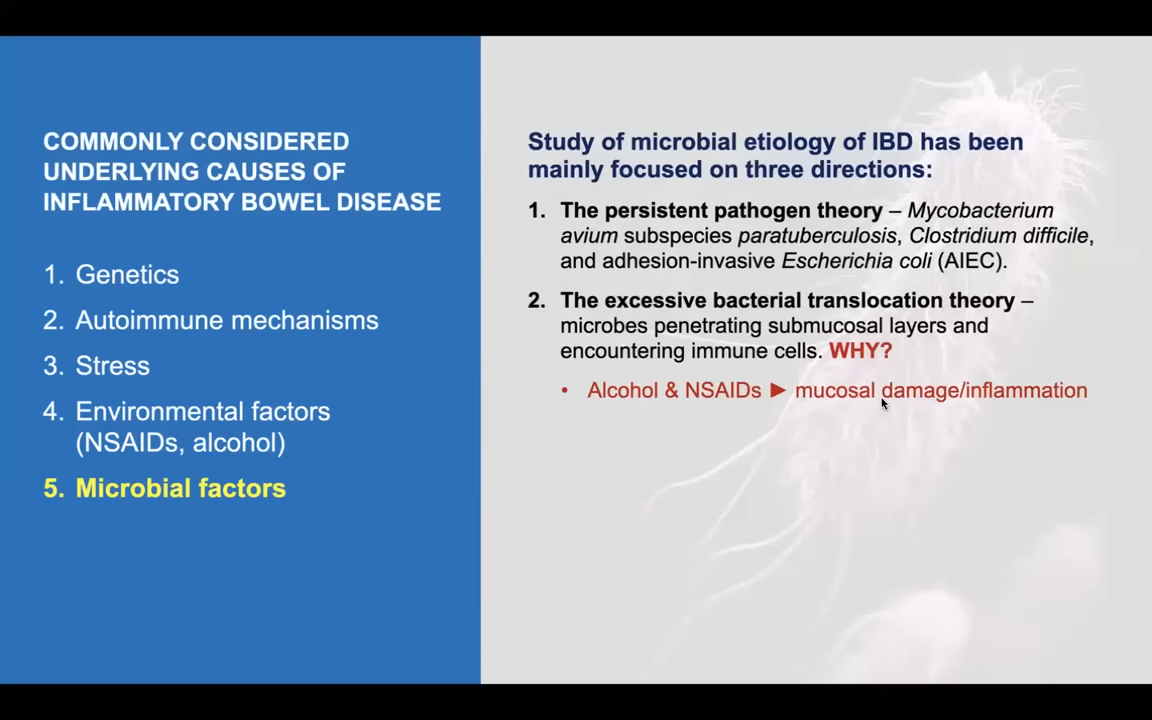 COMMONLY CONSIDERED
UNDERLYING CAUSES OF
INFLAMMATORY BOWEL DISEASE
1. Genetics
2. Autoimmune mechanisms
3. Stress
4. Environmental factors
(NSAIDs, alcohol)
5. Microbial factors
Study of microbial etiology of IBD has been
mainly focused on three directions:
1. The persistent pathogen theory – Mycobacterium
avium subspecies paratuberculosis, Clostridium difficile,
and adhesion-invasive Escherichia coli (AIEC).
2. The excessive bacterial translocation theory –
microbes penetrating submucosal layers and
encountering immune cells. WHY?
• Alcohol & NSAIDs ► mucosal damage/inflammation